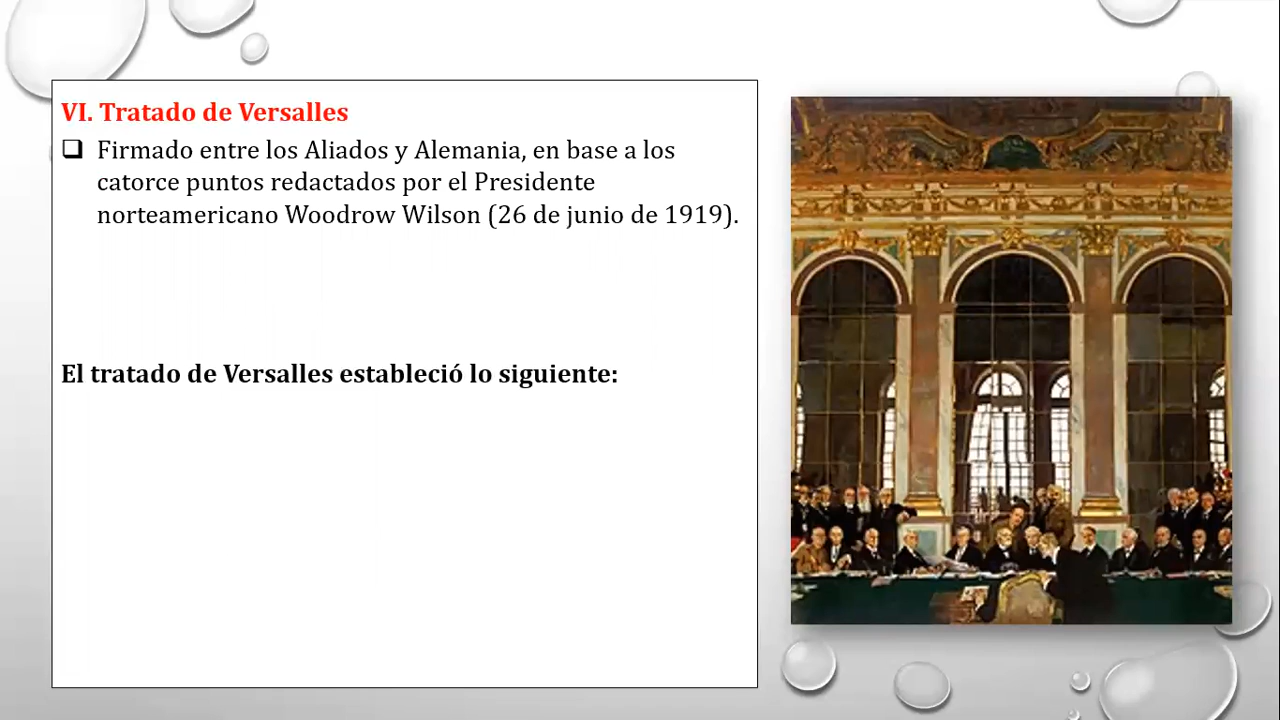 VI. Tratado de Versalles
❑ Firmado entre los Aliados y Alemania, en base a los
catorce puntos redactados por el Presidente
norteamericano Woodrow Wilson (26 de junio de 1919).
El tratado de Versalles estableció lo siguiente: